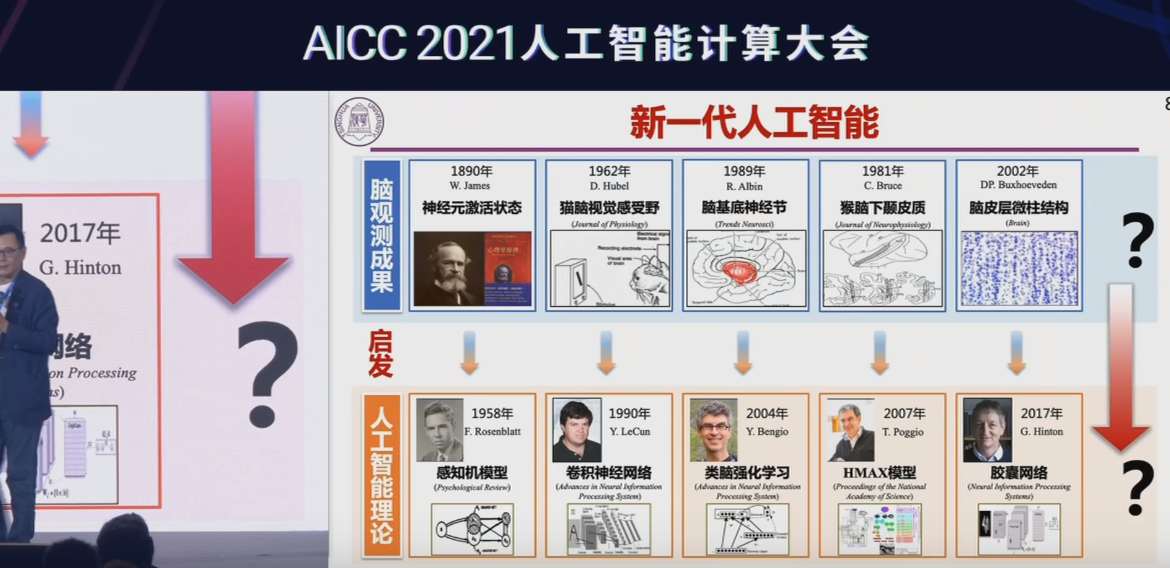 AICC 2021人工智能计算大会
2017年
G. Hinton
网络
on Processing
?
TSINGHUA UNIVERSITY
新一代人工智能
8
脑观测成果
1890年
W. James
神经元激活状态
心理学原理
1962年
D. Hubel
猫脑视觉感受野
(Journal of Physiology)
Electrical signal
from brain
Recording electrode
Visual area
of brain
Stimulus
1989年
R. Albin
脑基底神经节
(Trends Neurosci)
1981年
C. Bruce
猴脑下颞皮质
(Journal of Neurophysiology)
2002年
DP. Buxhoeveden
脑皮层微柱结构
(Brain)
?
启发
人工智能理论
1958年
F. Rosenblatt
感知机模型
(Psychological Review)
1990年
Y. LeCun
卷积神经网络
(Advances in Neural Information
Processing System)
2004年
Y. Bengio
类脑强化学习
(Advances in Neural Information
Processing System)
2007年
T. Poggio
HMAX模型
(Proceedings of the National
Academy of Science)
2017年
G. Hinton
胶囊网络
(Neural Information Processing
Systems)
?